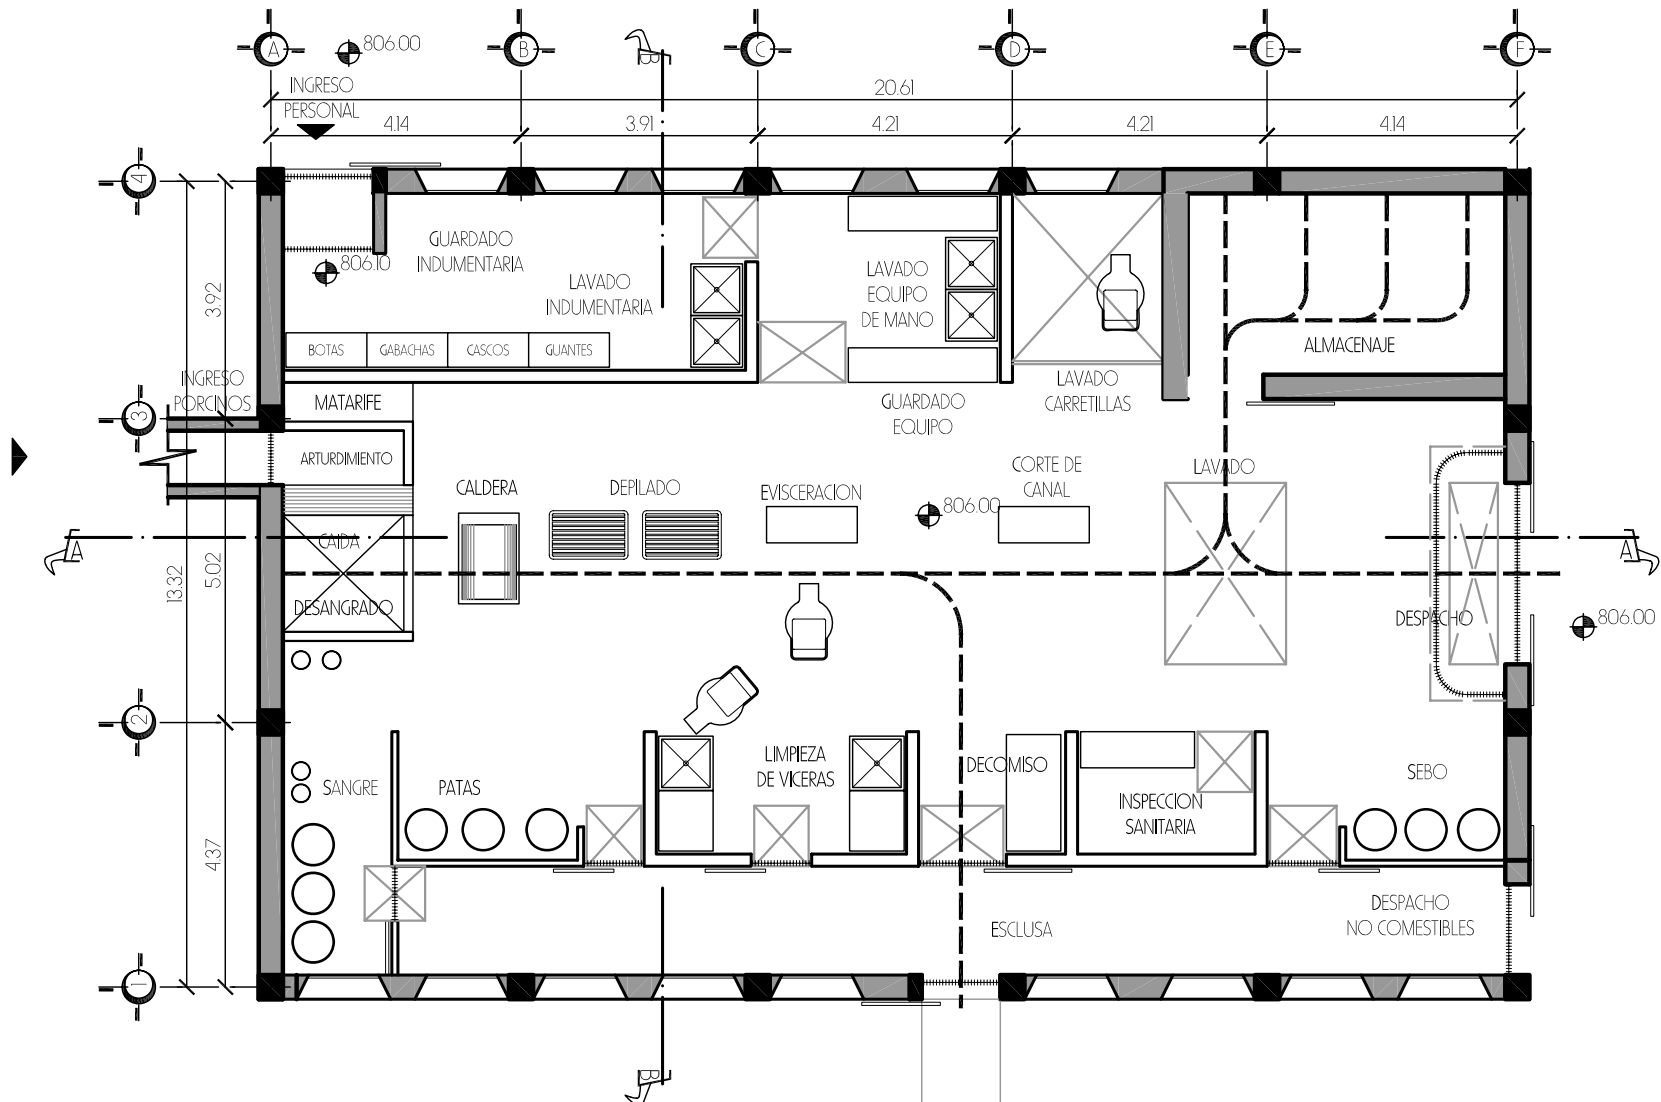 A
B
C
D
E
F
806.00
B
INGRESO
PERSONAL
20.61
4.14
3.91
4.21
4.21
4.14
4
GUARDADO
INDUMENTARIA
806.10
LAVADO
INDUMENTARIA
LAVADO
EQUIPO
DE MANO
3.92
BOTAS
GABACHAS
CASCOS
GUANTES
ALMACENAJE
INGRESO
PORCINOS
MATARIFE
GUARDADO
EQUIPO
LAVADO
CARRETILLAS
3
ARTURDIMIENTO
CALDERA
DEPILADO
EVISCERACION
CORTE DE
CANAL
LAVADO
806.00
A
CAIDA
A
13.32
5.02
DESANGRADO
DESPACHO
806.00
2
SANGRE
PATAS
LIMPIEZA
DE VICERAS
DECOMISO
INSPECCION
SANITARIA
SEBO
4.37
ESCLUSA
DESPACHO
NO COMESTIBLES
1
B